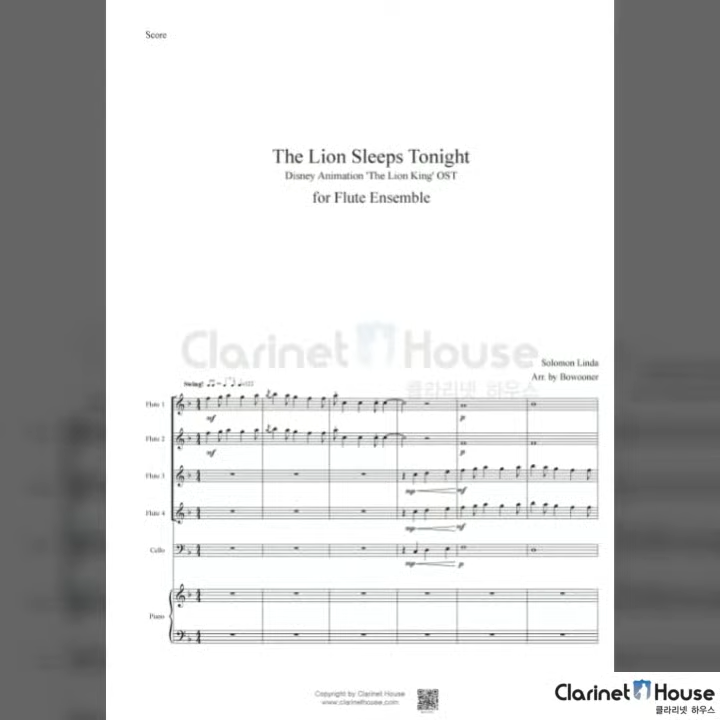 Score
The Lion Sleeps Tonight
Disney Animation 'The Lion King' OST
for Flute Ensemble
Clarinet House
클라리넷 하우스
Solomon Linda
Arr. by Bowooner
Swing!
Flute 1
mf
p
Flute 2
mf
p
Flute 3
mp mf
Flute 4
mp mf
Cello
mp p
Piano
Copyright by Clarinet House
www.clarinethouse.com
Clarinet House
클라리넷 하우스